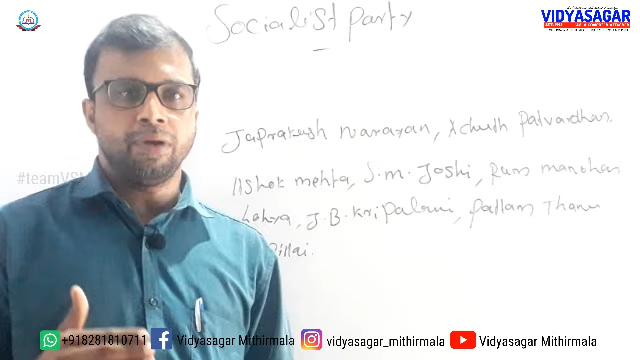 Socialist Party
VIDYASAGAR
#teamVS
Japrakash Narayan, Achuth Patvardhan
Ashok mehta, S.M. Joshi, Ram manohar
Lohya, J.B. Kripalani, Pattam Thanu
Pillai.
+918281810711 Vidyasagar Mithirmala vidyasagar_mithirmala Vidyasagar Mithirmala